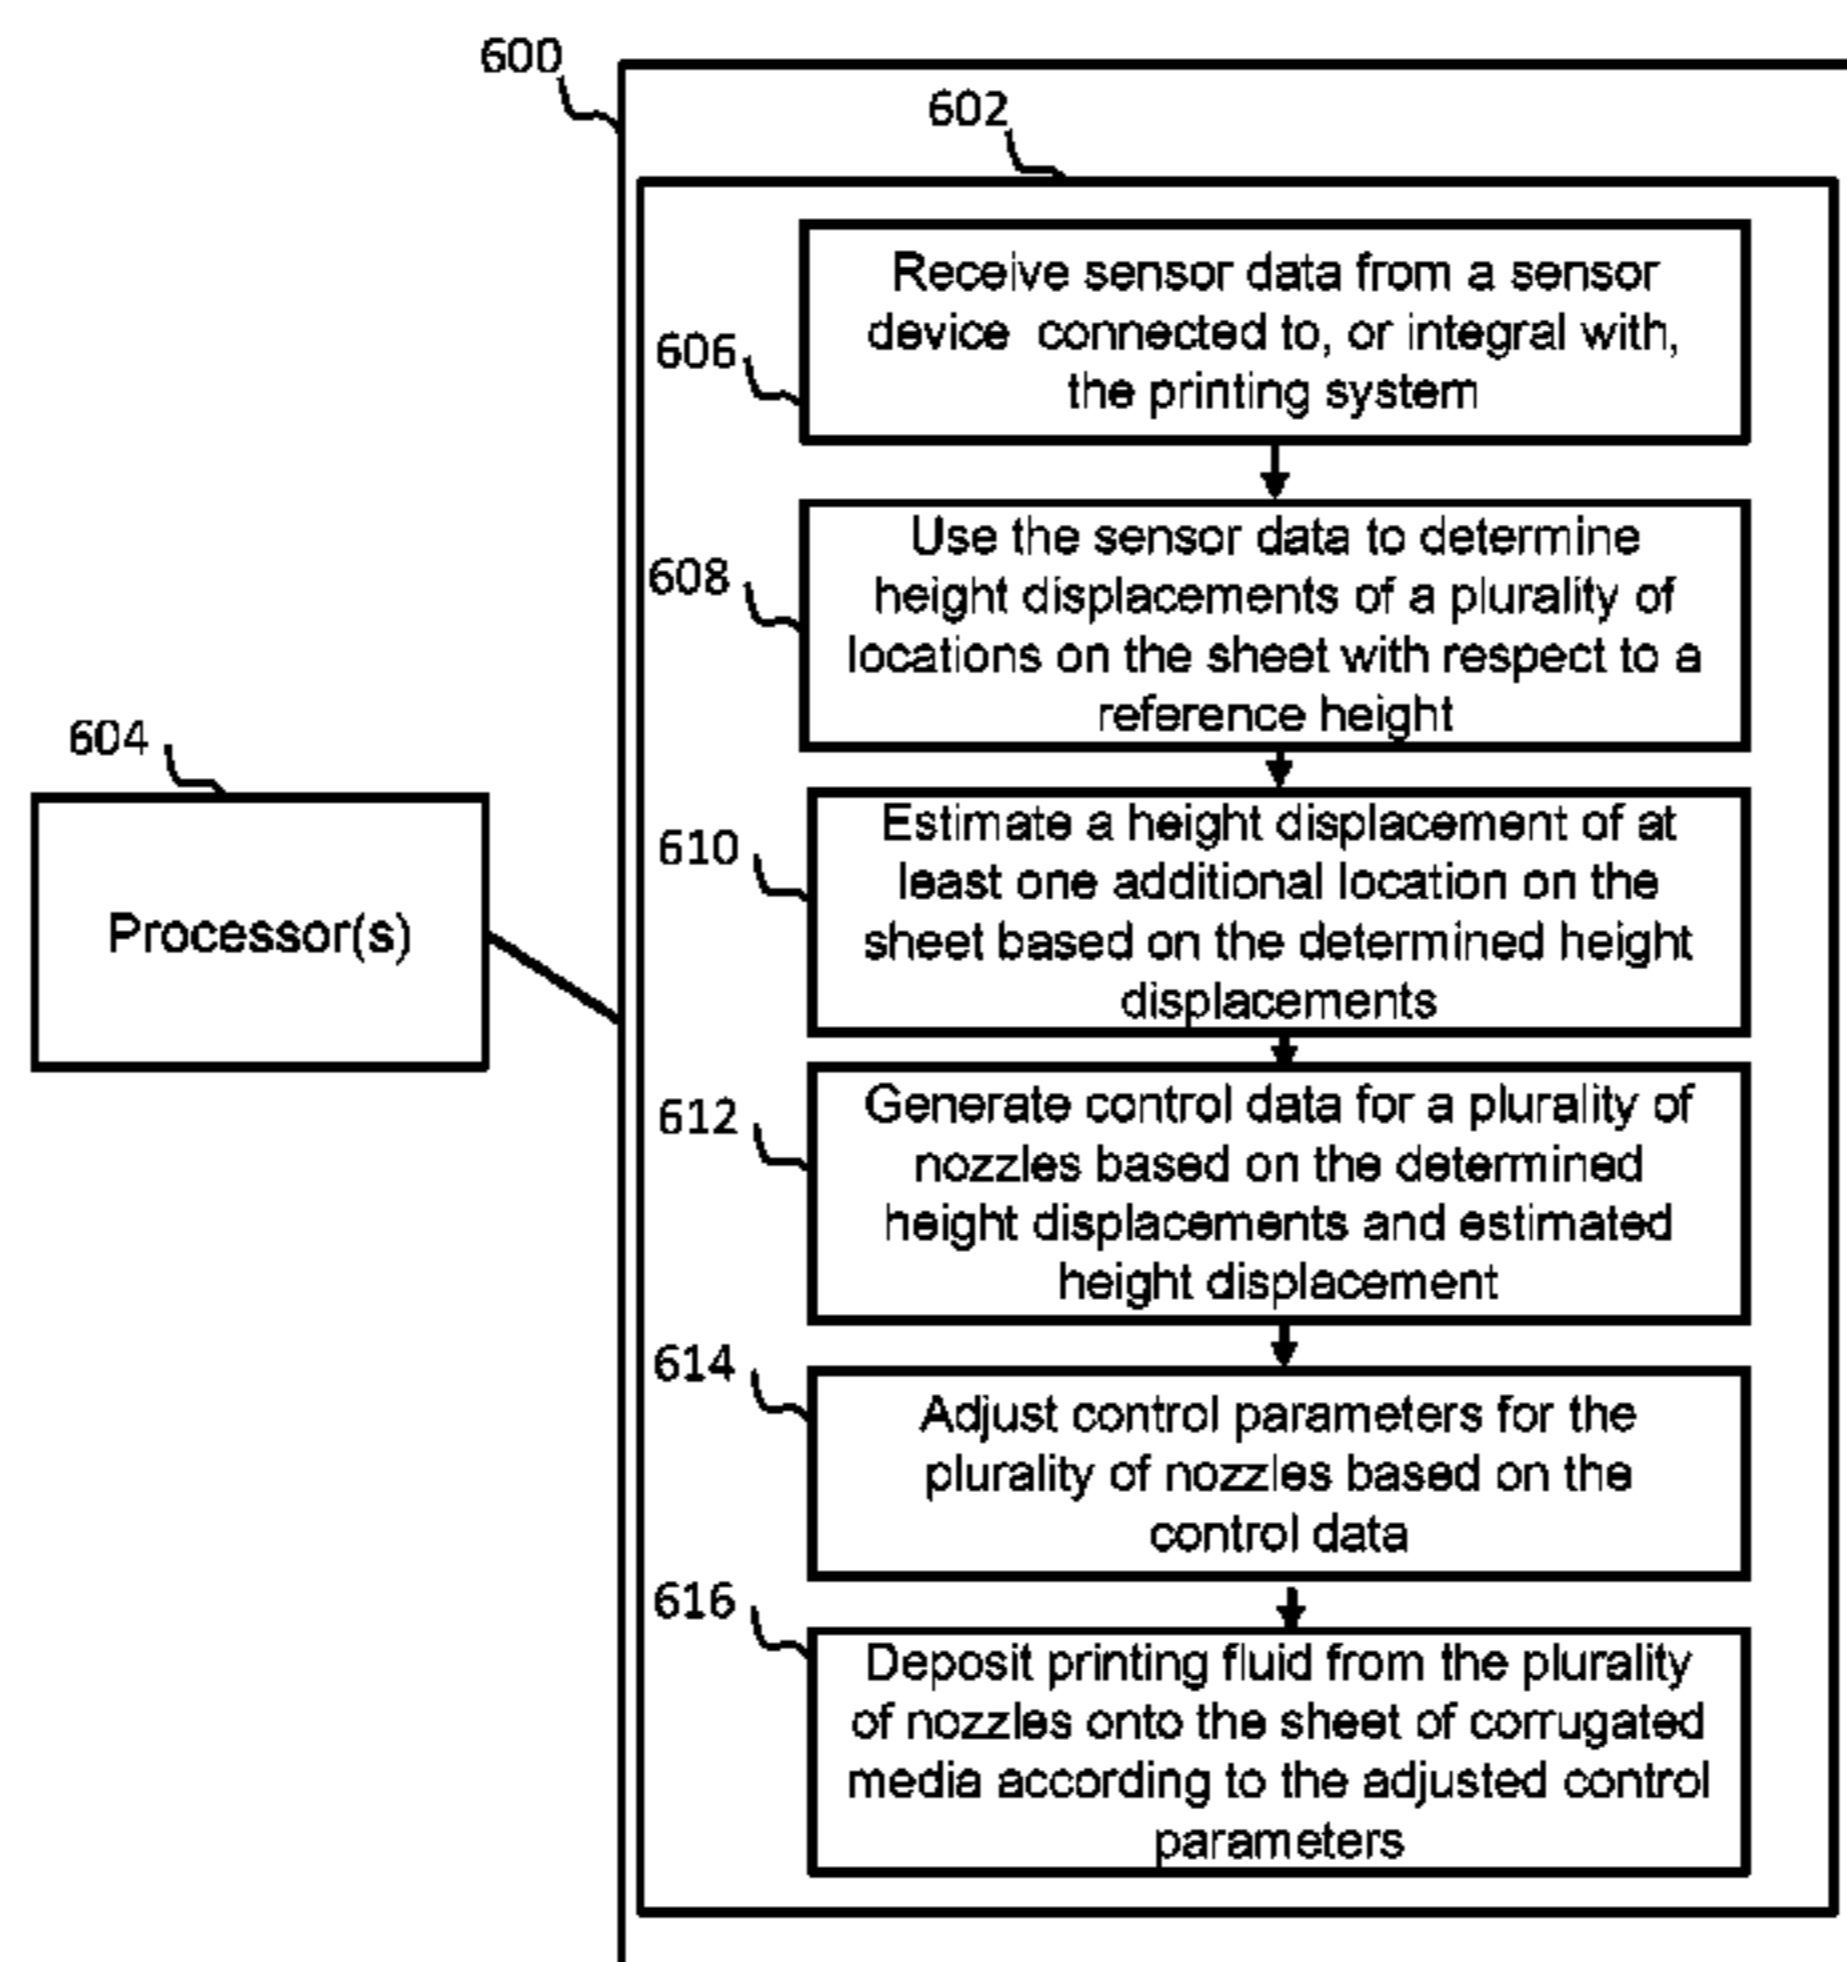 600
602
Receive sensor data from a sensor
device connected to, or integral with,
the printing system
606
Use the sensor data to determine
height displacements of a plurality of
locations on the sheet with respect to a
reference height
608
604
Processor(s)
Estimate a height displacement of at
least one additional location on the
sheet based on the determined height
displacements
610
Generate control data for a plurality of
nozzles based on the determined
height displacements and estimated
height displacement
612
614
Adjust control parameters for the
plurality of nozzles based on the
control data
616
Deposit printing fluid from the plurality
of nozzles onto the sheet of corrugated
media according to the adjusted control
parameters